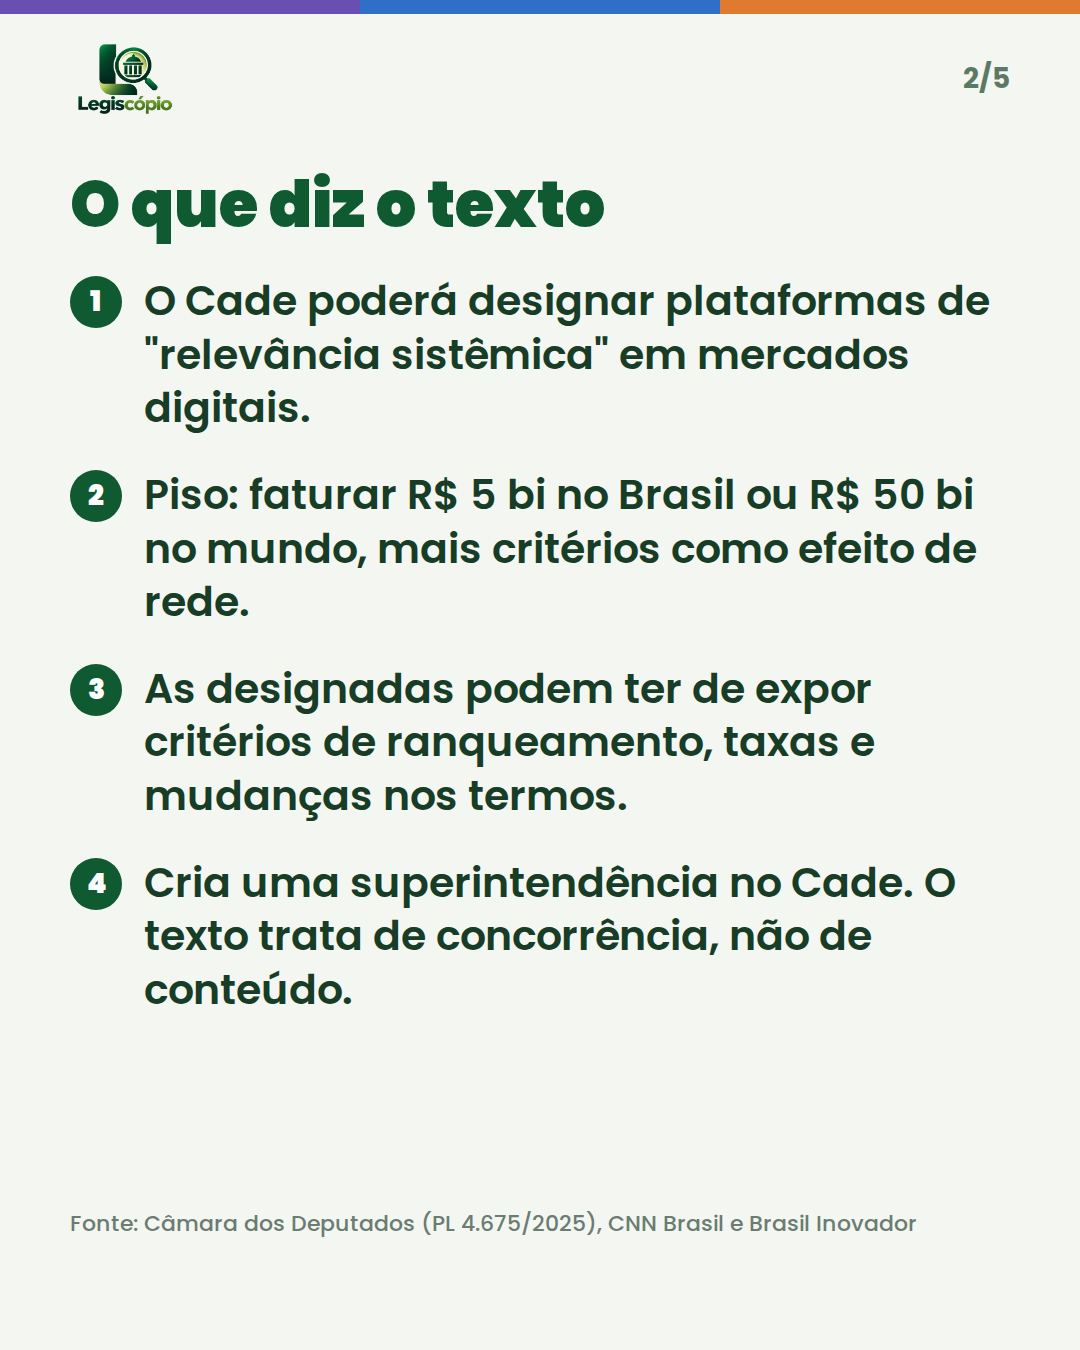 Legiscópio
2/5
O que diz o texto
1 O Cade poderá designar plataformas de
"relevância sistêmica" em mercados
digitais.
2 Piso: faturar R$ 5 bi no Brasil ou R$ 50 bi
no mundo, mais critérios como efeito de
rede.
3 As designadas podem ter de expor
critérios de ranqueamento, taxas e
mudanças nos termos.
4 Cria uma superintendência no Cade. O
texto trata de concorrência, não de
conteúdo.
Fonte: Câmara dos Deputados (PL 4.675/2025), CNN Brasil e Brasil Inovador